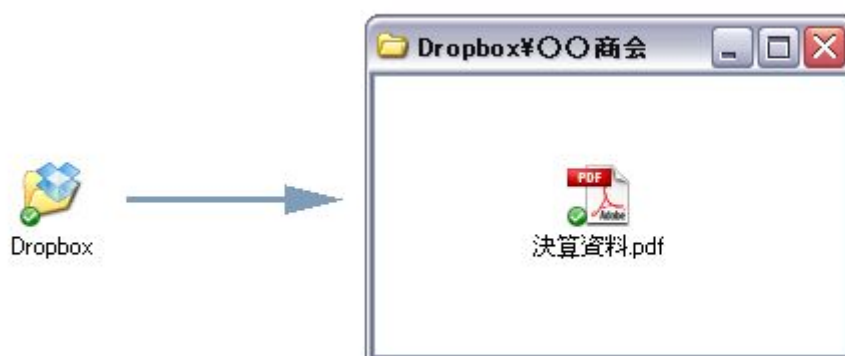 Dropbox¥〇〇商会
PDF
Adobe
Dropbox
決算資料.pdf